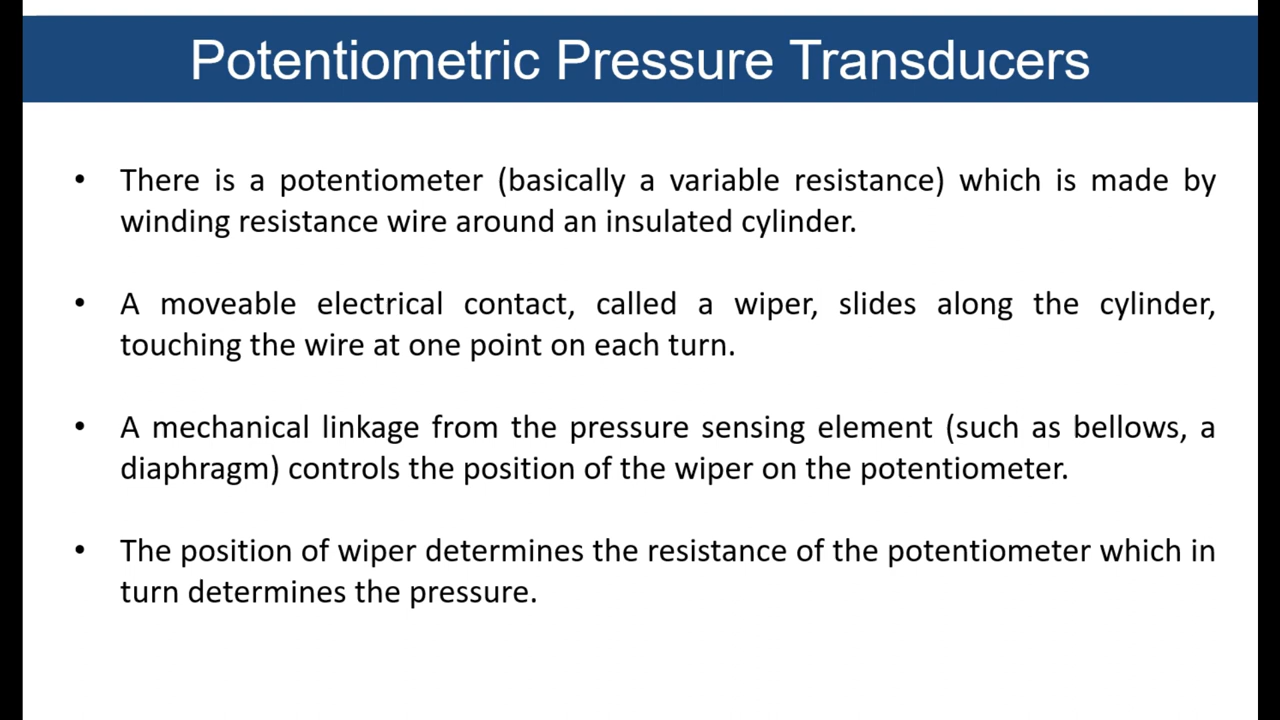 Potentiometric Pressure Transducers
• There is a potentiometer (basically a variable resistance) which is made by
winding resistance wire around an insulated cylinder.
• A moveable electrical contact, called a wiper, slides along the cylinder,
touching the wire at one point on each turn.
• A mechanical linkage from the pressure sensing element (such as bellows, a
diaphragm) controls the position of the wiper on the potentiometer.
• The position of wiper determines the resistance of the potentiometer which in
turn determines the pressure.